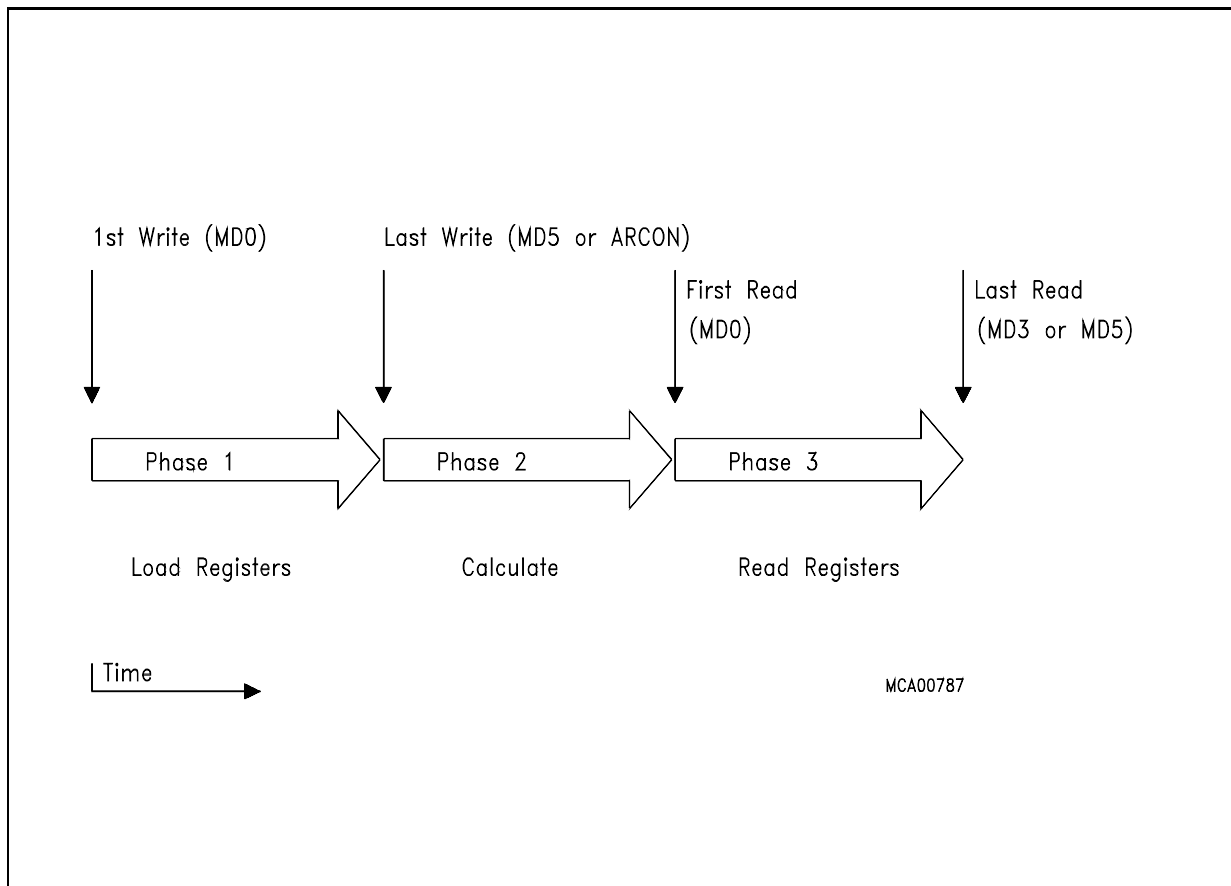 1st Write (MD0)
Last Write (MD5 or ARCON)
First Read
(MD0)
Last Read
(MD3 or MD5)
Phase 1
Phase 2
Phase 3
Load Registers
Calculate
Read Registers
Time
MCA00787